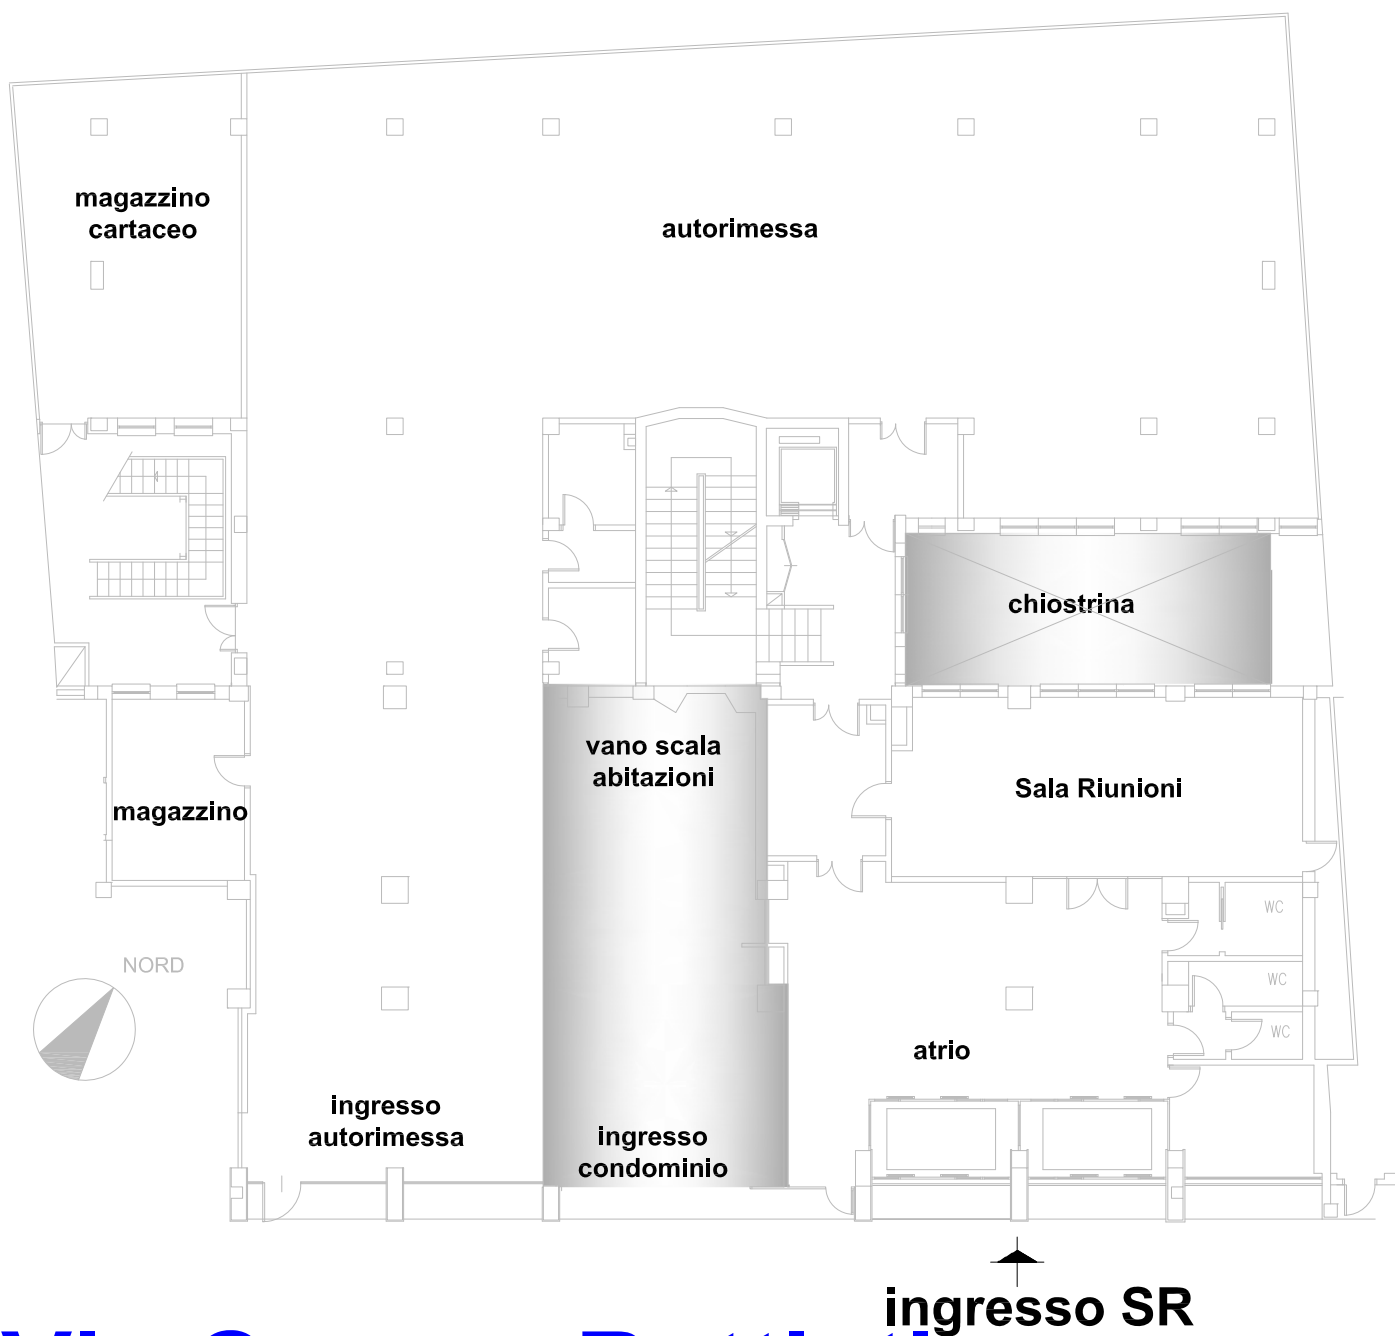 magazzino
cartaceo
autorimessa
chiostrina
vano scala
abitazioni
Sala Riunioni
magazzino
WC
NORD
WC
WC
atrio
ingresso
autorimessa
ingresso
condominio
ingresso SR